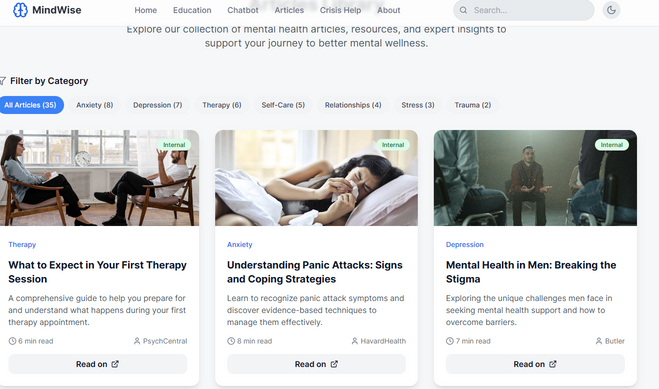 MindWise
Home Education Chatbot Articles Crisis Help About
Search...
Articles Library
Explore our collection of mental health articles, resources, and expert insights to
support your journey to better mental wellness.
Filter by Category
All Articles (35) Anxiety (8) Depression (7) Therapy (6) Self-Care (5) Relationships (4) Stress (3) Trauma (2)
Internal
Therapy
What to Expect in Your First Therapy
Session
A comprehensive guide to help you prepare for
and understand what happens during your first
therapy appointment.
6 min read PsychCentral
Read on
Internal
Anxiety
Understanding Panic Attacks: Signs
and Coping Strategies
Learn to recognize panic attack symptoms and
discover evidence-based techniques to
manage them effectively.
8 min read HavardHealth
Read on
Internal
Depression
Mental Health in Men: Breaking the
Stigma
Exploring the unique challenges men face in
seeking mental health support and how to
overcome barriers.
7 min read Butler
Read on